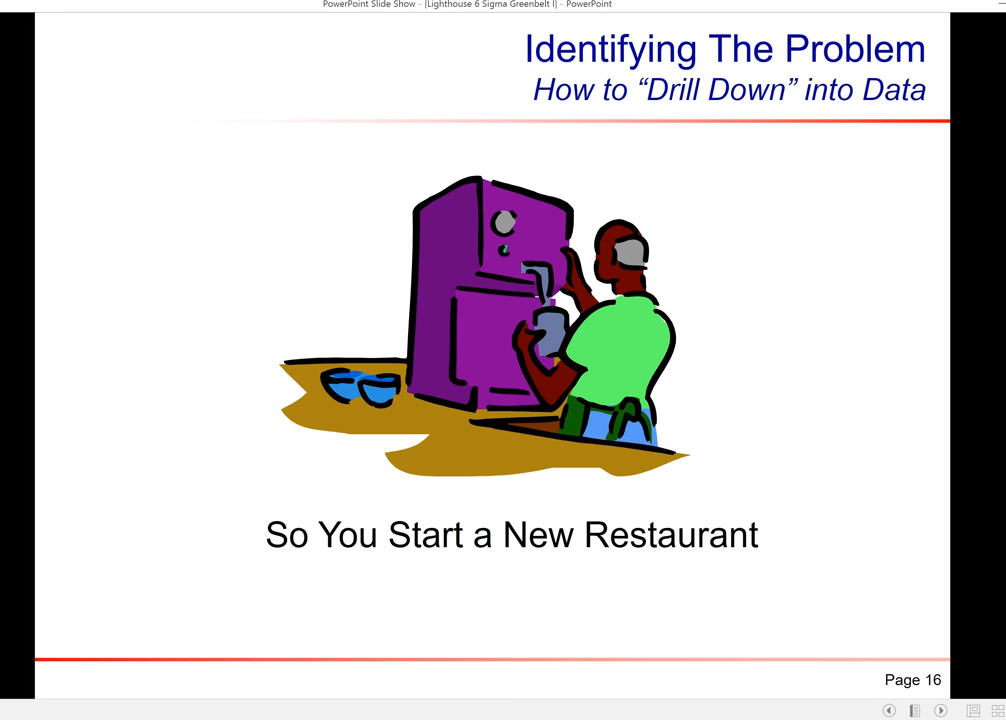 PowerPoint Slide Show - [Lighthouse 6 Sigma Greenbelt I] - PowerPoint
Identifying The Problem
How to “Drill Down” into Data
So You Start a New Restaurant
Page 16